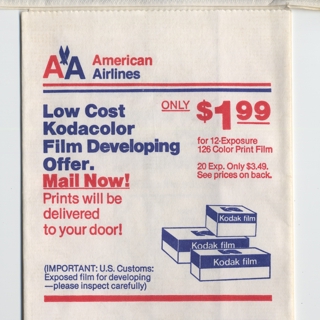 AA American
Airlines
Low Cost
Kodacolor
Film Developing
Offer.
Mail Now!
Prints will be
delivered
to your door!
ONLY $1.99
for 12-Exposure
126 Color Print Film
20 Exp. Only $3.49.
See prices on back.
Kodak film
Kodak film
Kodak film
(IMPORTANT: U.S. Customs:
Exposed film for developing
—please inspect carefully)